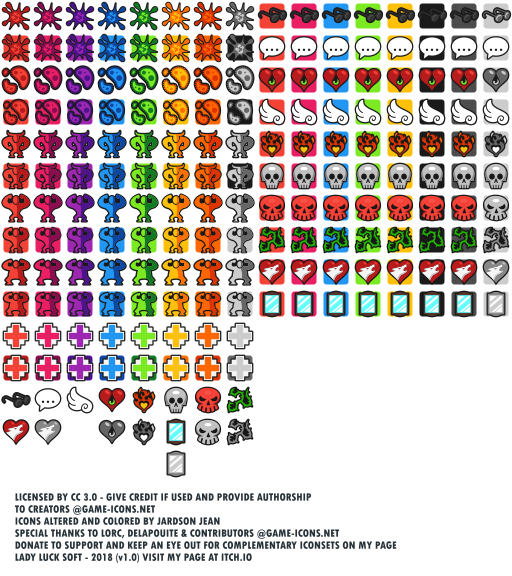 LICENSED BY CC 3.0 - GIVE CREDIT IF USED AND PROVIDE AUTHORSHIP
TO CREATORS @GAME-ICONS.NET
ICONS ALTERED AND COLORED BY JARDSON JEAN
SPECIAL THANKS TO LORC, DELAPOUITE & CONTRIBUTORS @GAME-ICONS.NET
DONATE TO SUPPORT AND KEEP AN EYE OUT FOR COMPLEMENTARY ICONSETS ON MY PAGE
LADY LUCK SOFT - 2018 (v1.0) VISIT MY PAGE AT ITCH.IO